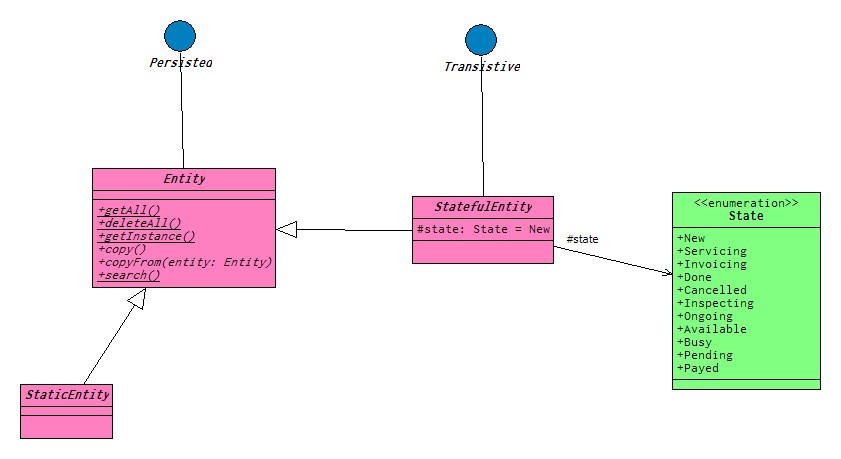 Persisted
Transistive
Entity
+getAll()
+deleteAll()
+getInstance()
+copy()
+copyFrom(entity: Entity)
+search()
StatefulEntity
#state: State = New
#state
<<enumeration>>
State
+New
+Servicing
+Invoicing
+Done
+Cancelled
+Inspecting
+Ongoing
+Available
+Busy
+Pending
+Payed
StaticEntity